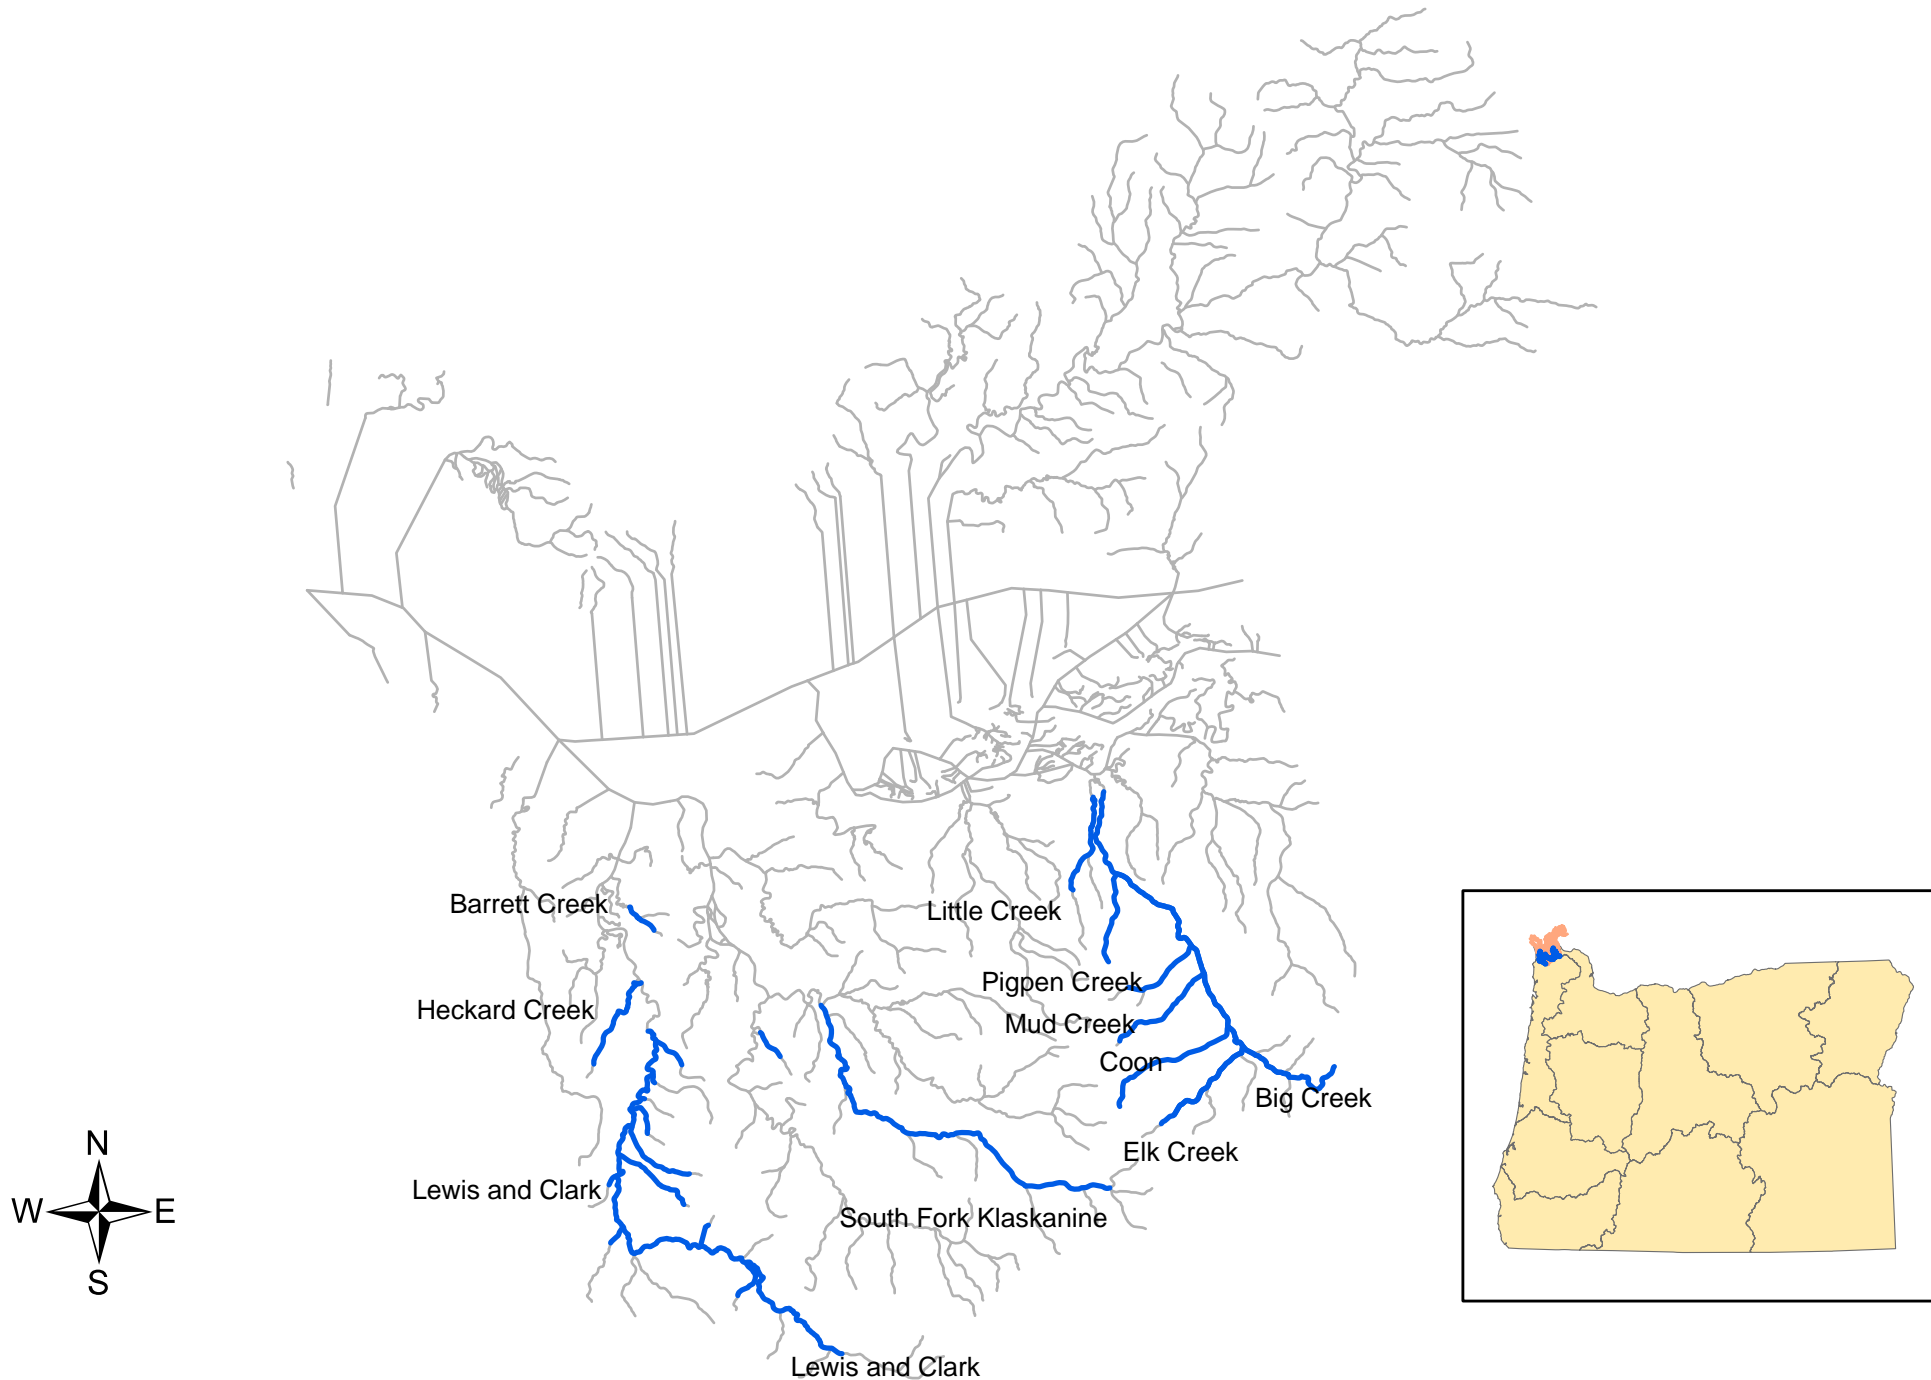 Barrett Creek
Little Creek
Pigpen Creek
Heckard Creek
Mud Creek
Coon
Big Creek
Elk Creek
N
W
E
S
Lewis and Clark
South Fork Klaskanine
Lewis and Clark